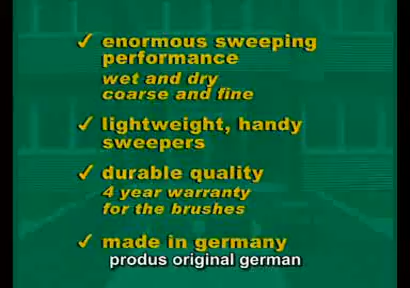 ✓ enormous sweeping
performance
wet and dry
coarse and fine
✓ lightweight, handy
sweepers
✓ durable quality
4 year warranty
for the brushes
✓ made in germany
produs original german